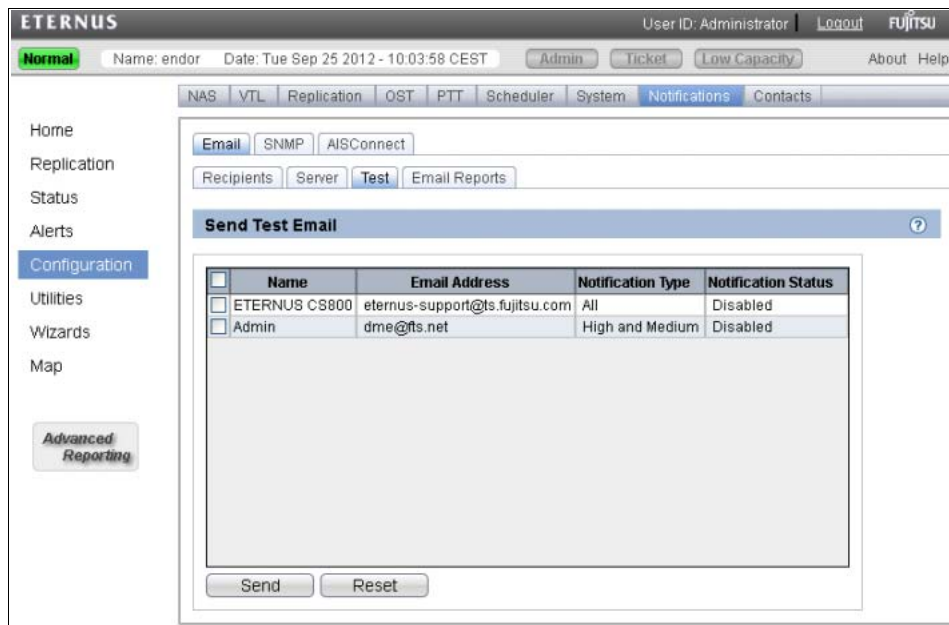 ETERNUS User ID: Administrator Logout FUJITSU
Normal Name: endor Date: Tue Sep 25 2012 - 10:03:58 CEST Admin Ticket Low Capacity About Help
NAS VTL Replication OST PTT Scheduler System Notifications Contacts
Home
Replication
Status
Alerts
Configuration
Utilities
Wizards
Map
Advanced
Reporting
Email SNMP AISConnect
Recipients Server Test Email Reports
Send Test Email ?
Name Email Address Notification Type Notification Status
ETERNUS CS800 eternus-support@ts.fujitsu.com All Disabled
Admin dme@fts.net High and Medium Disabled
Send Reset